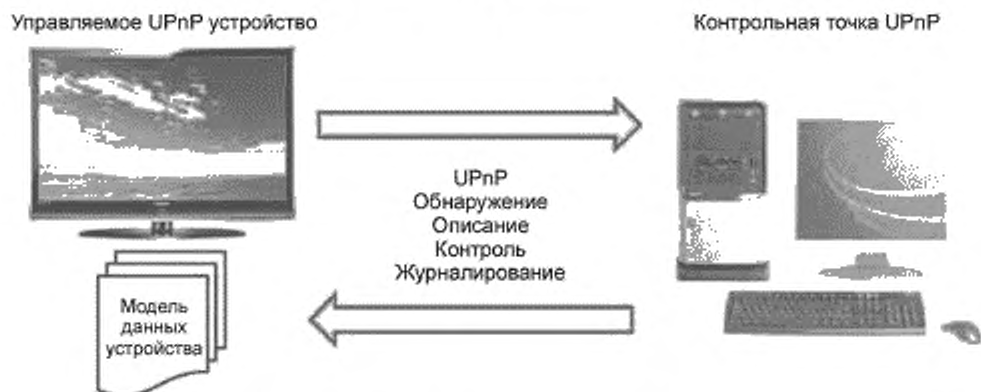 Управляемое UPnP устройство
Контрольная точка UPnP
UPnP
Обнаружение
Описание
Контроль
Журналирование
Модель
данных
устройства